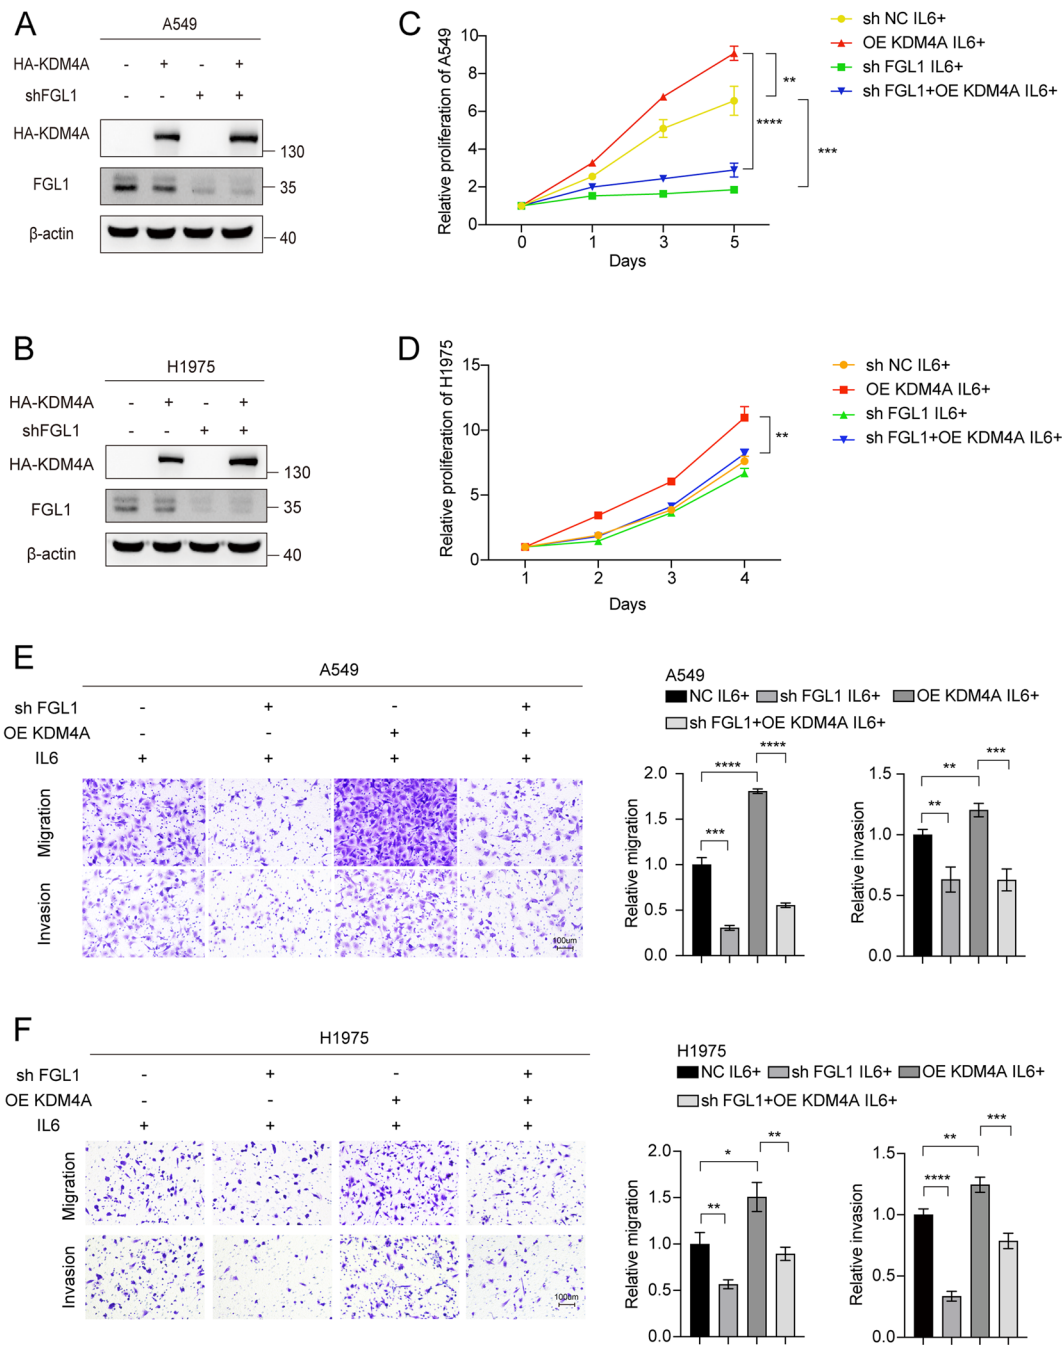 A
A549
HA-KDM4A - + - +
shFGL1 - - + +
HA-KDM4A
130
FGL1
35
β-actin
40
C
Relative proliferation of A549
10
8
6
4
2
0
0 1 3 5
Days
**
****
***
sh NC IL6+
OE KDM4A IL6+
sh FGL1 IL6+
sh FGL1+OE KDM4A IL6+
B
H1975
HA-KDM4A - + - +
shFGL1 - - + +
HA-KDM4A
130
FGL1
35
β-actin
40
D
Relative proliferation of H1975
15
10
5
0
1 2 3 4
Days
**
sh NC IL6+
OE KDM4A IL6+
sh FGL1 IL6+
sh FGL1+OE KDM4A IL6+
E
A549
sh FGL1 - + - +
OE KDM4A - - + +
IL6 + + + +
Migration
Invasion
100um
A549
NC IL6+ sh FGL1 IL6+ OE KDM4A IL6+
sh FGL1+OE KDM4A IL6+
Relative migration
2.0
1.5
1.0
0.5
0.0
****
****
***
Relative invasion
1.5
1.0
0.5
0.0
***
**
**
F
H1975
sh FGL1 - + - +
OE KDM4A - - + +
IL6 + + + +
Migration
Invasion
100um
H1975
NC IL6+ sh FGL1 IL6+ OE KDM4A IL6+
sh FGL1+OE KDM4A IL6+
Relative migration
2.0
1.5
1.0
0.5
0.0
**
*
**
Relative invasion
1.5
1.0
0.5
0.0
***
**
****